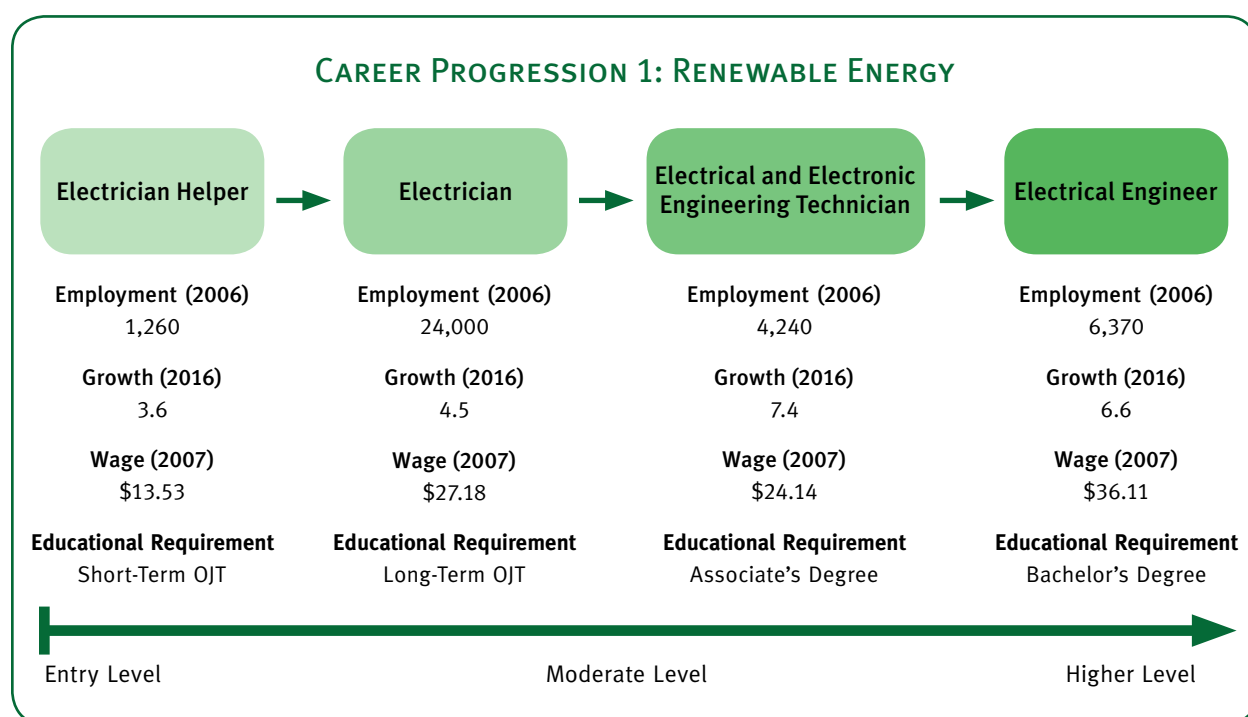 CAREER PROGRESSION 1: RENEWABLE ENERGY
Electrician Helper
Electrician
Electrical and Electronic
Engineering Technician
Electrical Engineer
Employment (2006)
1,260
Growth (2016)
3.6
Wage (2007)
$13.53
Educational Requirement
Short-Term OJT
Employment (2006)
24,000
Growth (2016)
4.5
Wage (2007)
$27.18
Educational Requirement
Long-Term OJT
Employment (2006)
4,240
Growth (2016)
7.4
Wage (2007)
$24.14
Educational Requirement
Associate’s Degree
Employment (2006)
6,370
Growth (2016)
6.6
Wage (2007)
$36.11
Educational Requirement
Bachelor’s Degree
Entry Level
Moderate Level
Higher Level